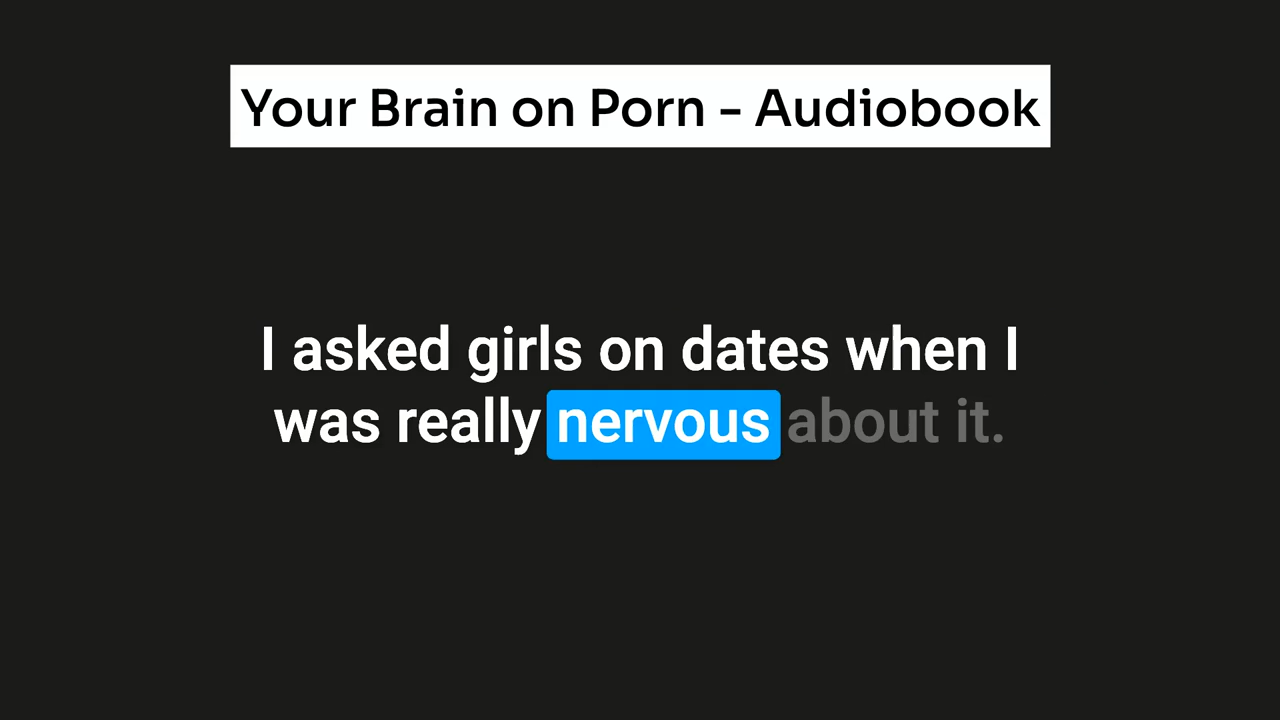 Your Brain on Porn - Audiobook
I asked girls on dates when I
was really nervous about it.